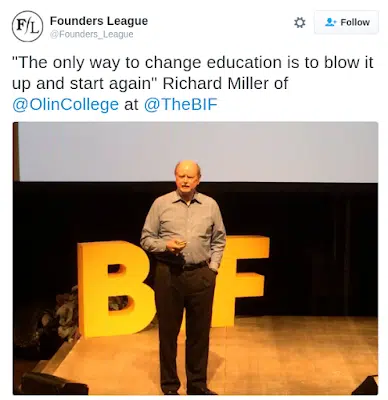 F/L
Founders League
@Founders_League
Follow
"The only way to change education is to blow it
up and start again" Richard Miller of
@OlinCollege at @TheBIF
B F